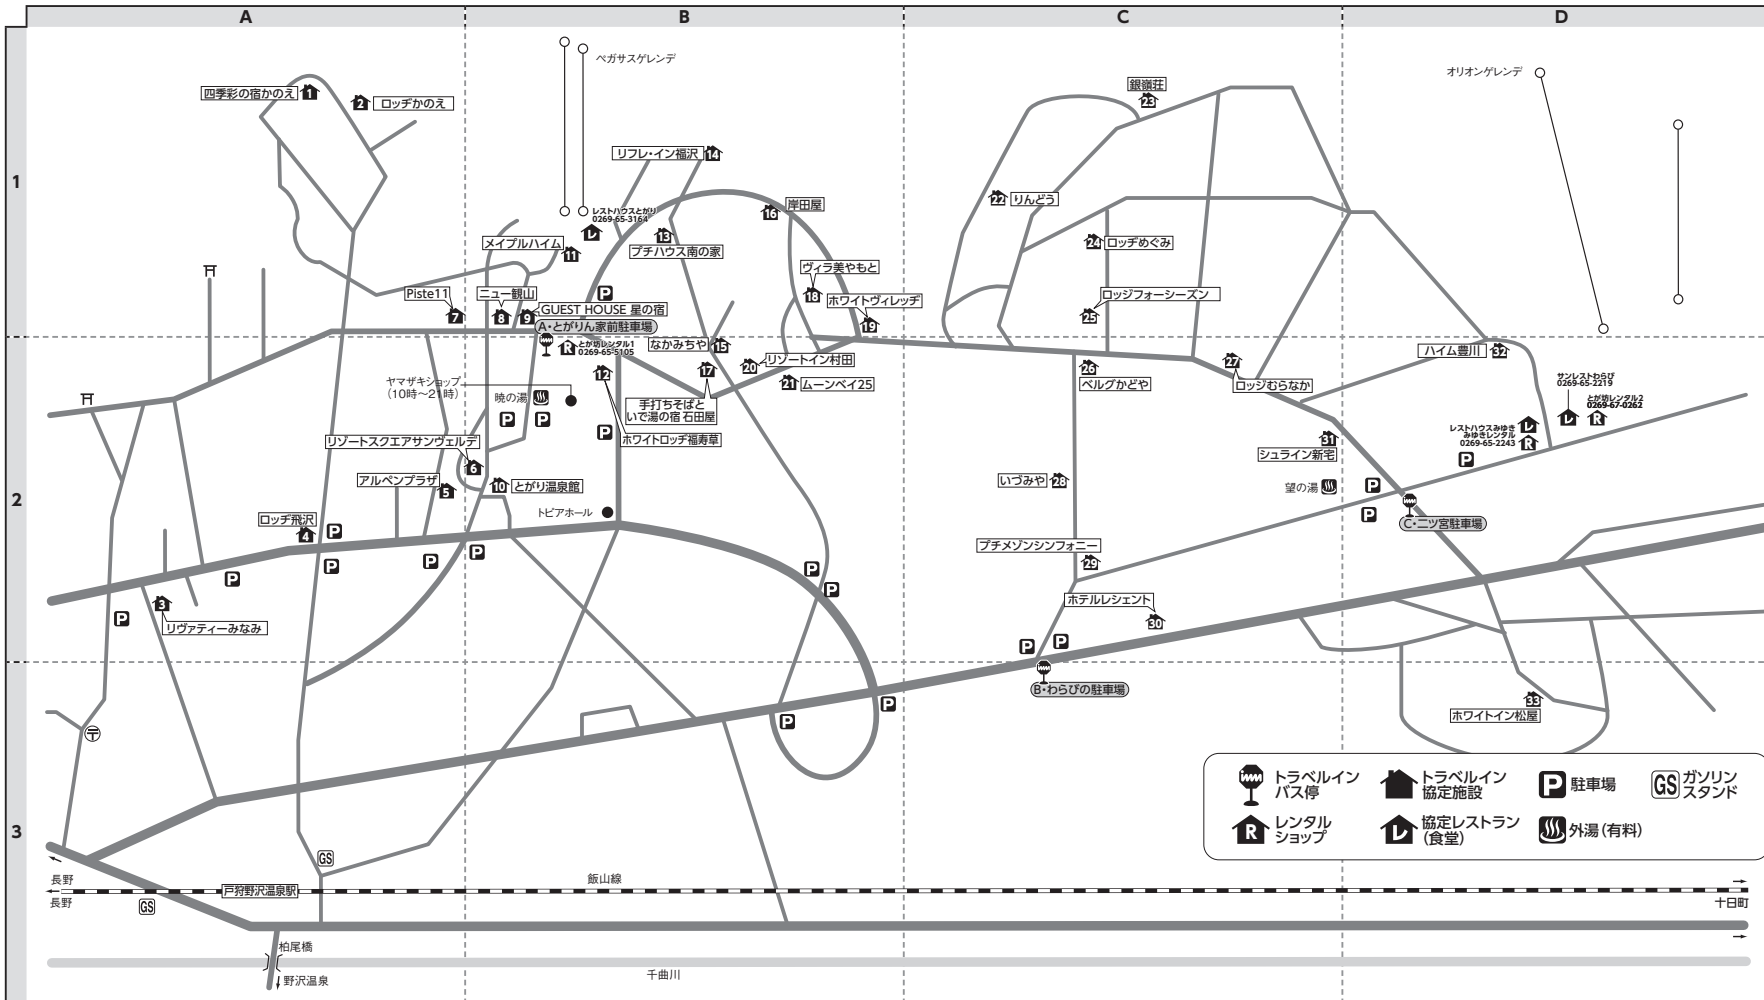 A
B
C
D
1
2
3
ペガサスゲレンデ
オリオンゲレンデ
四季彩の宿かのえ
1
2
ロッヂかのえ
銀嶺荘
23
リフレ・イン福沢
14
22
りんどう
岸田屋
16
レストハウスとがり
0269-65-3164
レ
メイプルハイム
11
13
プチハウス南の家
24
ロッヂめぐみ
ヴィラ美やもと
18
ホワイトヴィレッヂ
19
Piste11
7
ニュー観山
8
9
GUEST HOUSE 星の宿
P
A・とがりん家前駐車場
ロッジフォーシーズン
25
R
とが坊レンタル1
0269-65-5105
なかみちや
15
リゾートイン村田
20
ムーンベイ25
21
17
手打ちそばと
いで湯の宿 石田屋
12
ホワイトロッヂ福寿草
ヤマザキショップ
(10時〜21時)
暁の湯
P
P
P
26
ベルグかどや
27
ロッジむらなか
ハイム豊川
32
サンレストわらび
0269-65-2219
レ
とが坊レンタル2
0269-67-0262
R
レストハウスみゆき
みゆきレンタル
0269-65-2243
レ
R
P
31
シュライン新宅
望の湯
P
P
C・二ツ宮駐車場
リゾートスクエアサンヴェルデ
6
アルペンプラザ
5
10
とがり温泉館
トピアホール
ロッヂ飛沢
4
P
P
P
P
P
P
3
リヴァティーみなみ
P
P
いづみや
28
プチメゾンシンフォニー
29
ホテルレシェント
30
P
P
B・わらびの駐車場
P
P
33
ホワイトイン松屋
トラベルイン
バス停
トラベルイン
協定施設
P
駐車場
GS
ガソリン
スタンド
R
レンタル
ショップ
レ
協定レストラン
(食堂)
外湯(有料)
GS
長野
戸狩野沢温泉駅
飯山線
長野
GS
十日町
柏尾橋
野沢温泉
千曲川